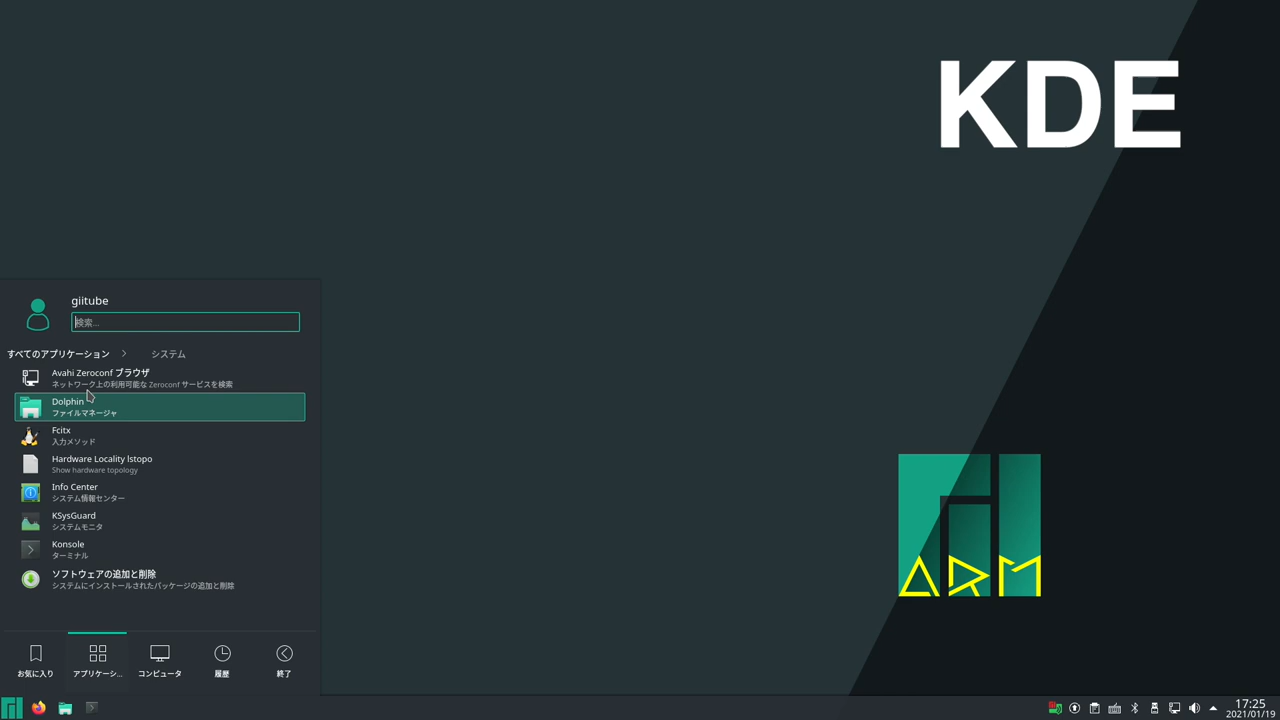 KDE
giitube
検索...
すべてのアプリケーション
システム
Avahi Zeroconf ブラウザ
ネットワーク上の利用可能な Zeroconf サービスを検索
Dolphin
ファイルマネージャ
Fcitx
入力メソッド
Hardware Locality lstopo
Show hardware topology
Info Center
システム情報センター
KSysGuard
システムモニタ
Konsole
ターミナル
ソフトウェアの追加と削除
システムにインストールされたパッケージの追加と削除
ARM
お気に入り
アプリケーシ...
コンピュータ
履歴
終了
17:25
2021/01/19